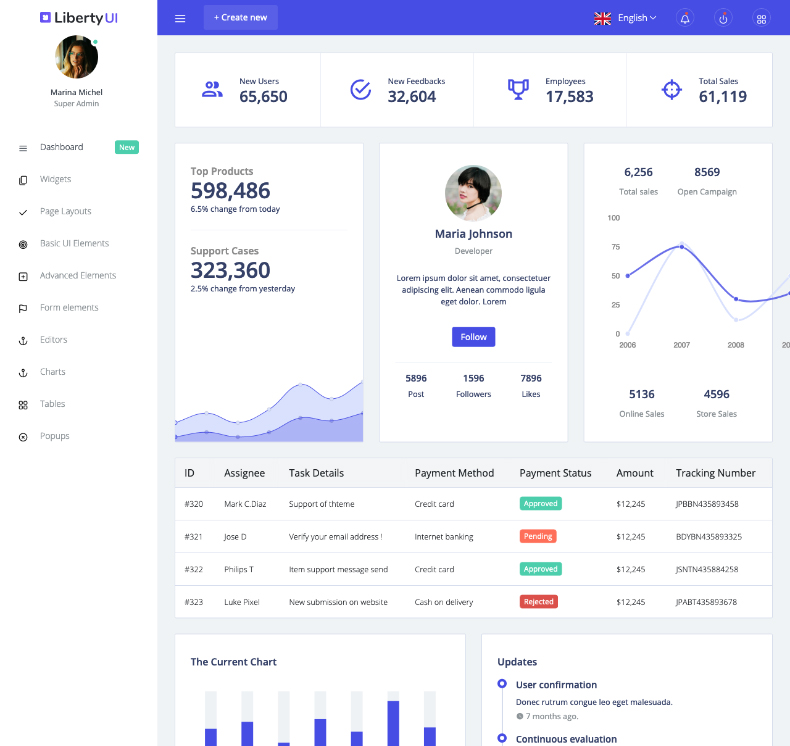 Liberty UI
Marina Michel
Super Admin
Dashboard New
Widgets
Page Layouts
Basic UI Elements
Advanced Elements
Form elements
Editors
Charts
Tables
Popups
+ Create new
English
New Users
65,650
New Feedbacks
32,604
Employees
17,583
Total Sales
61,119
Top Products
598,486
6.5% change from today
Support Cases
323,360
2.5% change from yesterday
Maria Johnson
Developer
Lorem ipsum dolor sit amet, consectetuer
adipiscing elit. Aenean commodo ligula
eget dolor. Lorem
Follow
5896 1596 7896
Post Followers Likes
6,256 8569
Total sales Open Campaign
100
75
50
25
0
2006 2007 2008 20
5136 4596
Online Sales Store Sales
ID Assignee Task Details Payment Method Payment Status Amount Tracking Number
#320 Mark C.Diaz Support of thteme Credit card Approved $12,245 JPBBN435893458
#321 Jose D Verify your email address ! Internet banking Pending $12,245 BDYBN435893325
#322 Philips T Item support message send Credit card Approved $12,245 JSNTN435884258
#323 Luke Pixel New submission on website Cash on delivery Rejected $12,245 JPABT435893678
The Current Chart
Updates
User confirmation
Donec rutrum congue leo eget malesuada.
7 months ago.
Continuous evaluation